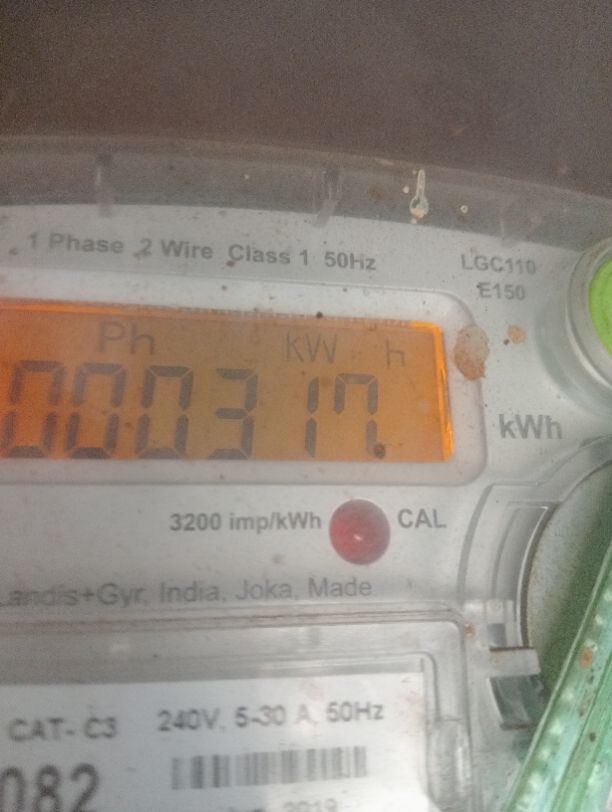 1 Phase 2 Wire Class 1 50Hz
LGC110
E150
Ph kW h
000317.
kWh
3200 imp/kWh CAL
Landis+Gyr, India, Joka, Made
CAT- C3 240V, 5-30 A, 50Hz
082
2019